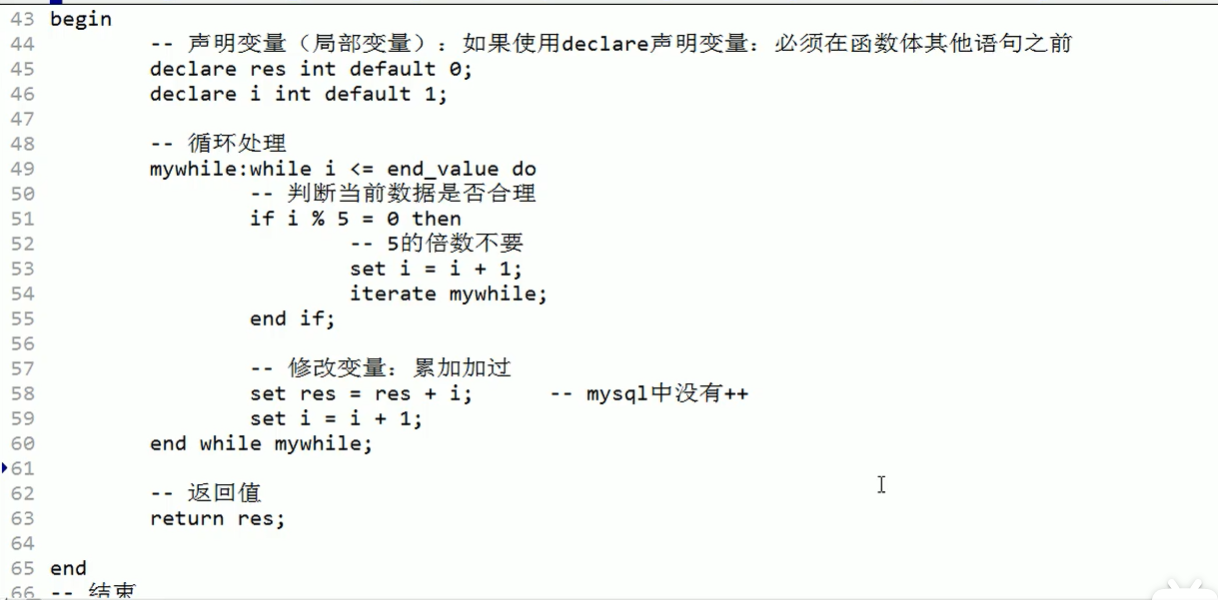 43 begin
44 -- 声明变量（局部变量）：如果使用declare声明变量：必须在函数体其他语句之前
45 declare res int default 0;
46 declare i int default 1;
47
48 -- 循环处理
49 mywhile:while i <= end_value do
50 -- 判断当前数据是否合理
51 if i % 5 = 0 then
52 -- 5的倍数不要
53 set i = i + 1;
54 iterate mywhile;
55 end if;
56
57 -- 修改变量：累加加过
58 set res = res + i; -- mysql中没有++
59 set i = i + 1;
60 end while mywhile;
61
62 -- 返回值
63 return res;
64
65 end
66 -- 结束